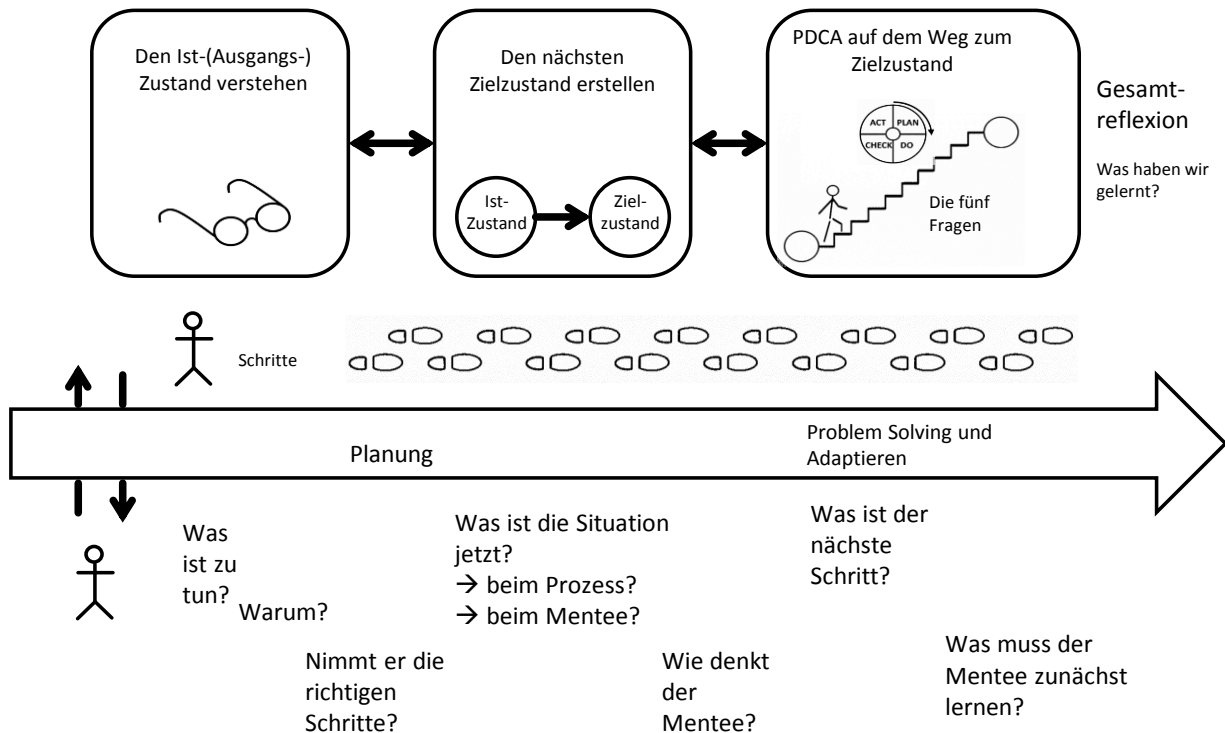 Den Ist-(Ausgangs-)
Zustand verstehen
Den nächsten
Zielzustand erstellen
Ist-
Zustand
Ziel-
zustand
PDCA auf dem Weg zum
Zielzustand
ACT
PLAN
CHECK
DO
Die fünf
Fragen
Gesamt-
reflexion
Was haben wir
gelernt?
Schritte
Planung
Problem Solving und
Adaptieren
Was
ist zu
tun?
Warum?
Nimmt er die
richtigen
Schritte?
Was ist die Situation
jetzt?
→ beim Prozess?
→ beim Mentee?
Wie denkt
der
Mentee?
Was ist der
nächste
Schritt?
Was muss der
Mentee zunächst
lernen?